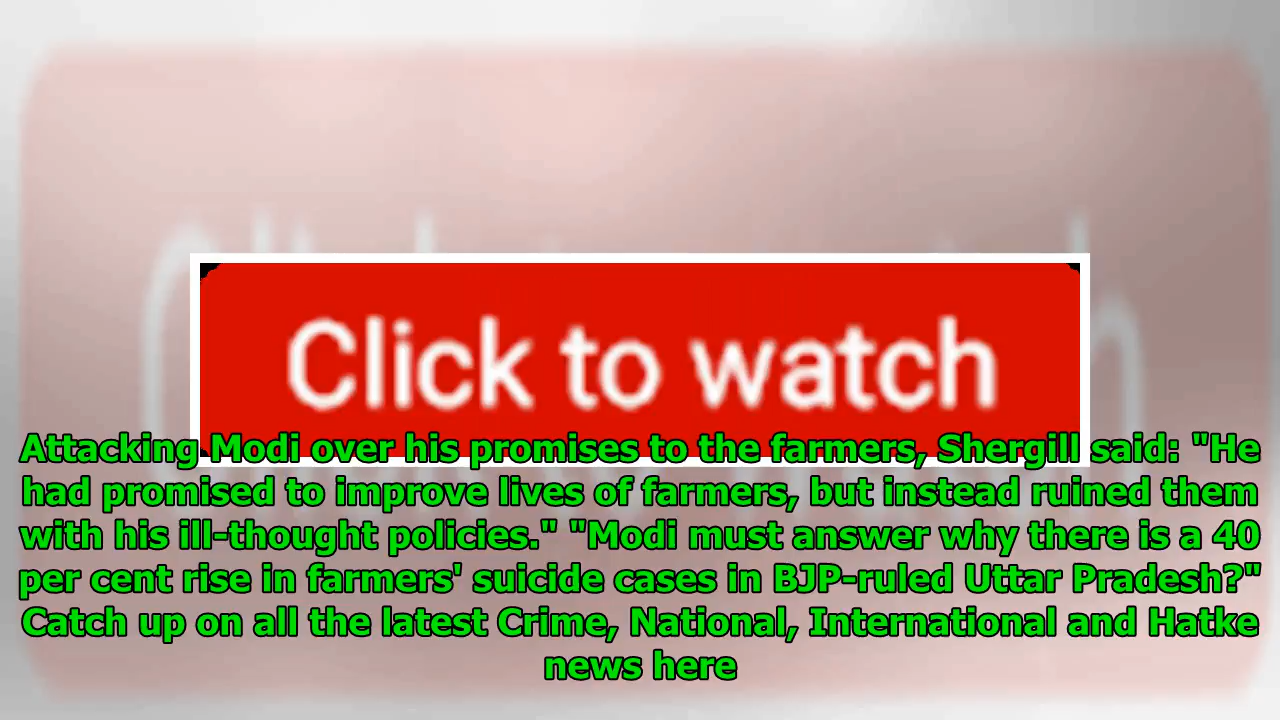 Click to watch
Attacking Modi over his promises to the farmers, Shergill said: "He
had promised to improve lives of farmers, but instead ruined them
with his ill-thought policies." "Modi must answer why there is a 40
per cent rise in farmers' suicide cases in BJP-ruled Uttar Pradesh?"
Catch up on all the latest Crime, National, International and Hatke
news here